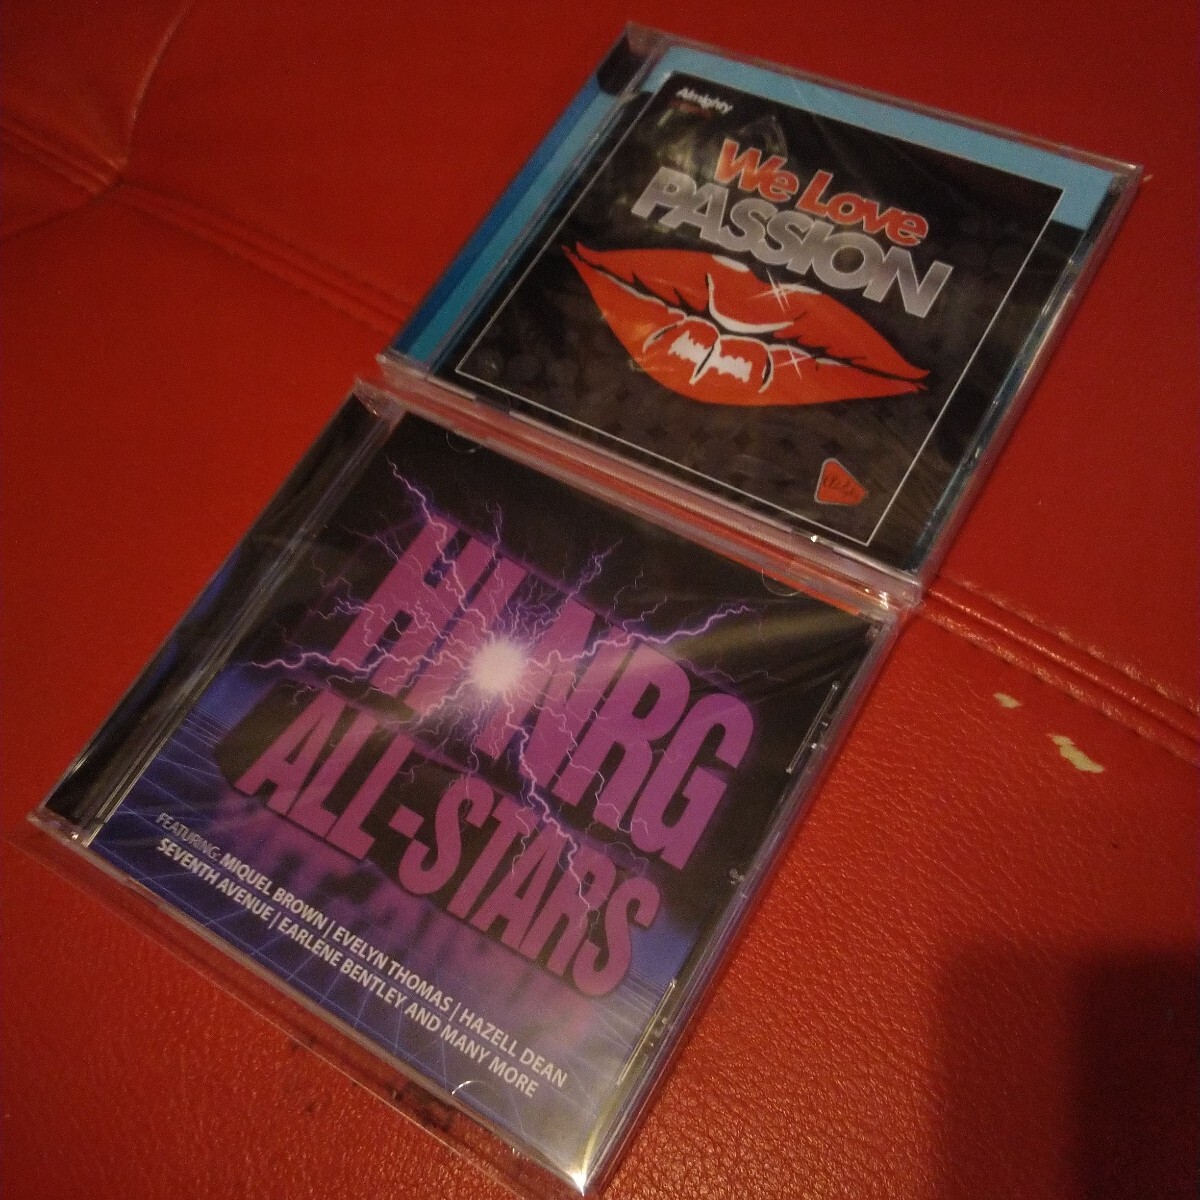 Almighty
We Love
PASSION
HI-NRG
ALL-STARS
FEATURING: MIQUEL BROWN | EVELYN THOMAS | HAZELL DEAN
SEVENTH AVENUE | EARLENE BENTLEY AND MANY MORE